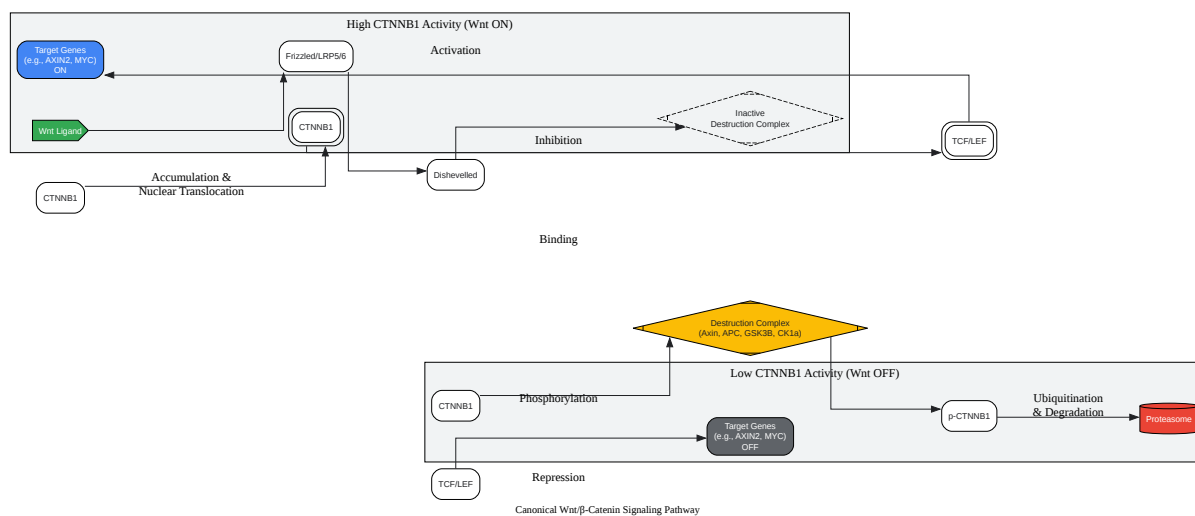 High CTNNB1 Activity (Wnt ON)
Target Genes
(e.g., AXIN2, MYC)
ON
Frizzled/LRP5/6
Activation
Wnt Ligand
CTNNB1
Inactive
Destruction Complex
Inhibition
TCF/LEF
Accumulation &
Nuclear Translocation
Dishevelled
CTNNB1
Binding
Destruction Complex
(Axin, APC, GSK3B, CK1a)
Low CTNNB1 Activity (Wnt OFF)
CTNNB1
Phosphorylation
Ubiquitination
& Degradation
p-CTNNB1
Proteasome
Target Genes
(e.g., AXIN2, MYC)
OFF
TCF/LEF
Repression
Canonical Wnt/β-Catenin Signaling Pathway